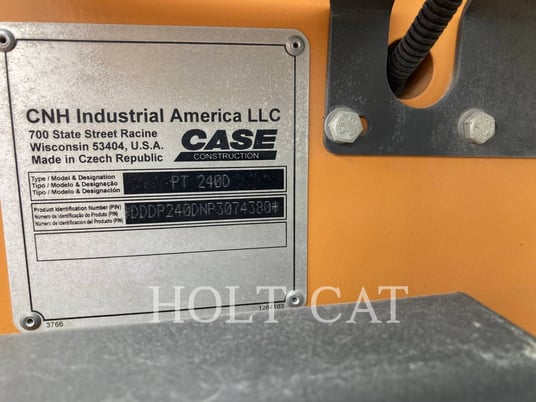 CNH Industrial America LLC
700 State Street Racine
Wisconsin 53404, U.S.A.
Made in Czech Republic
CASE
CONSTRUCTION
Type / Model & Designation
Tipo / Modelo & Designação
Tipo / Modelo & Designación
PT 240D
Product Identification Number (PIN)
Número de Identificação do Produto (PIN)
Número de Identificacion del Producto (PIN)
*DDDP240DNP3074380*
3766
1264103
HOLT CAT